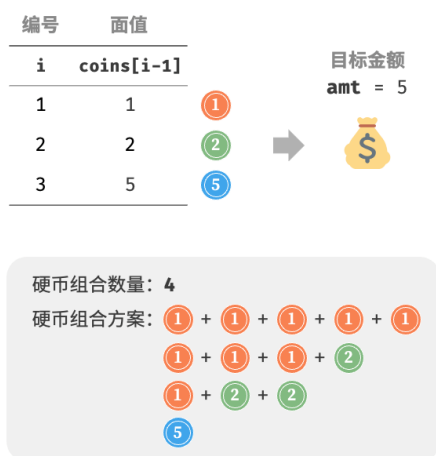 编号 面值
i coins[i-1]
1 1 1
2 2 2
3 5 5
目标金额
amt = 5
$
硬币组合数量：4
硬币组合方案：1 + 1 + 1 + 1 + 1
1 + 1 + 1 + 2
1 + 2 + 2
5